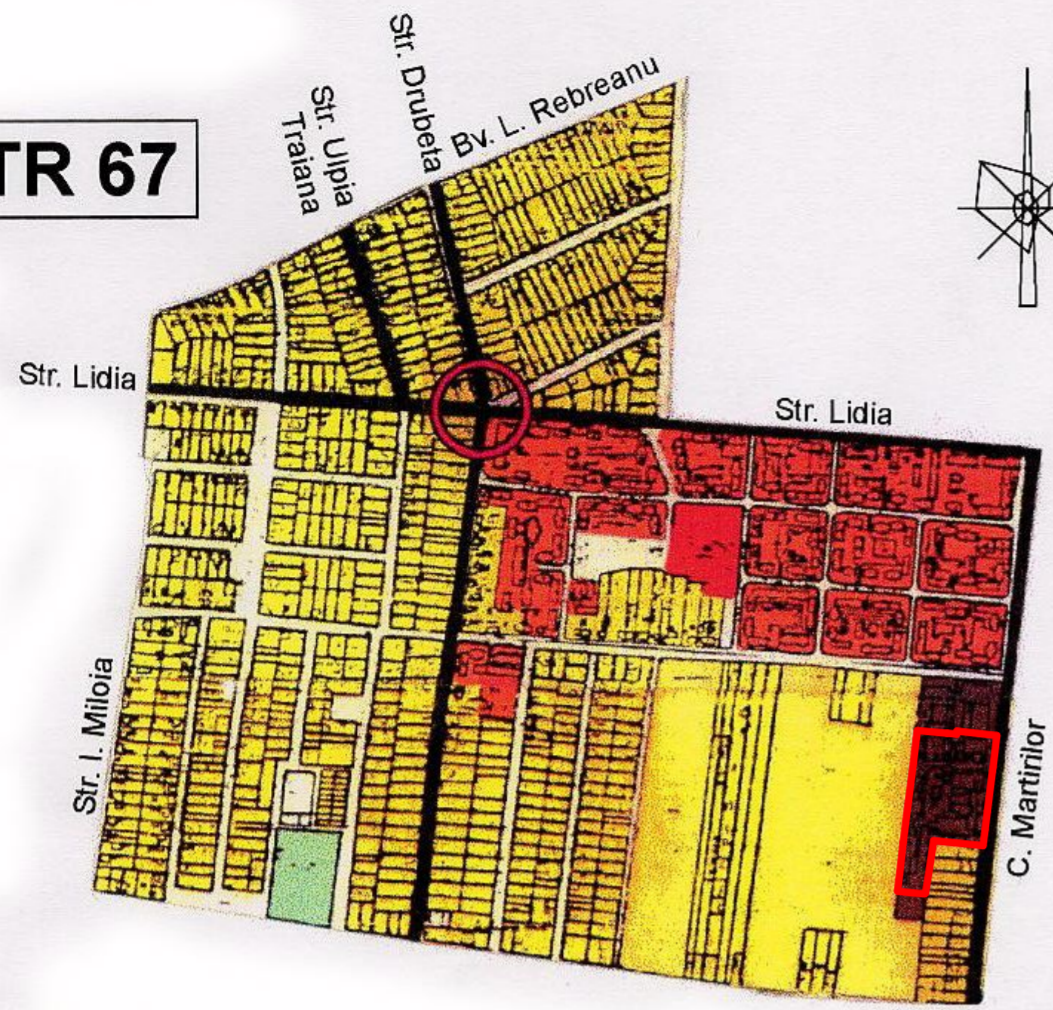 TR 67
Str. Ulpia
Traiana
Str. Drubeta
Bv. L. Rebreanu
Str. Lidia
Str. Lidia
Str. I. Miloia
C. Martirilor